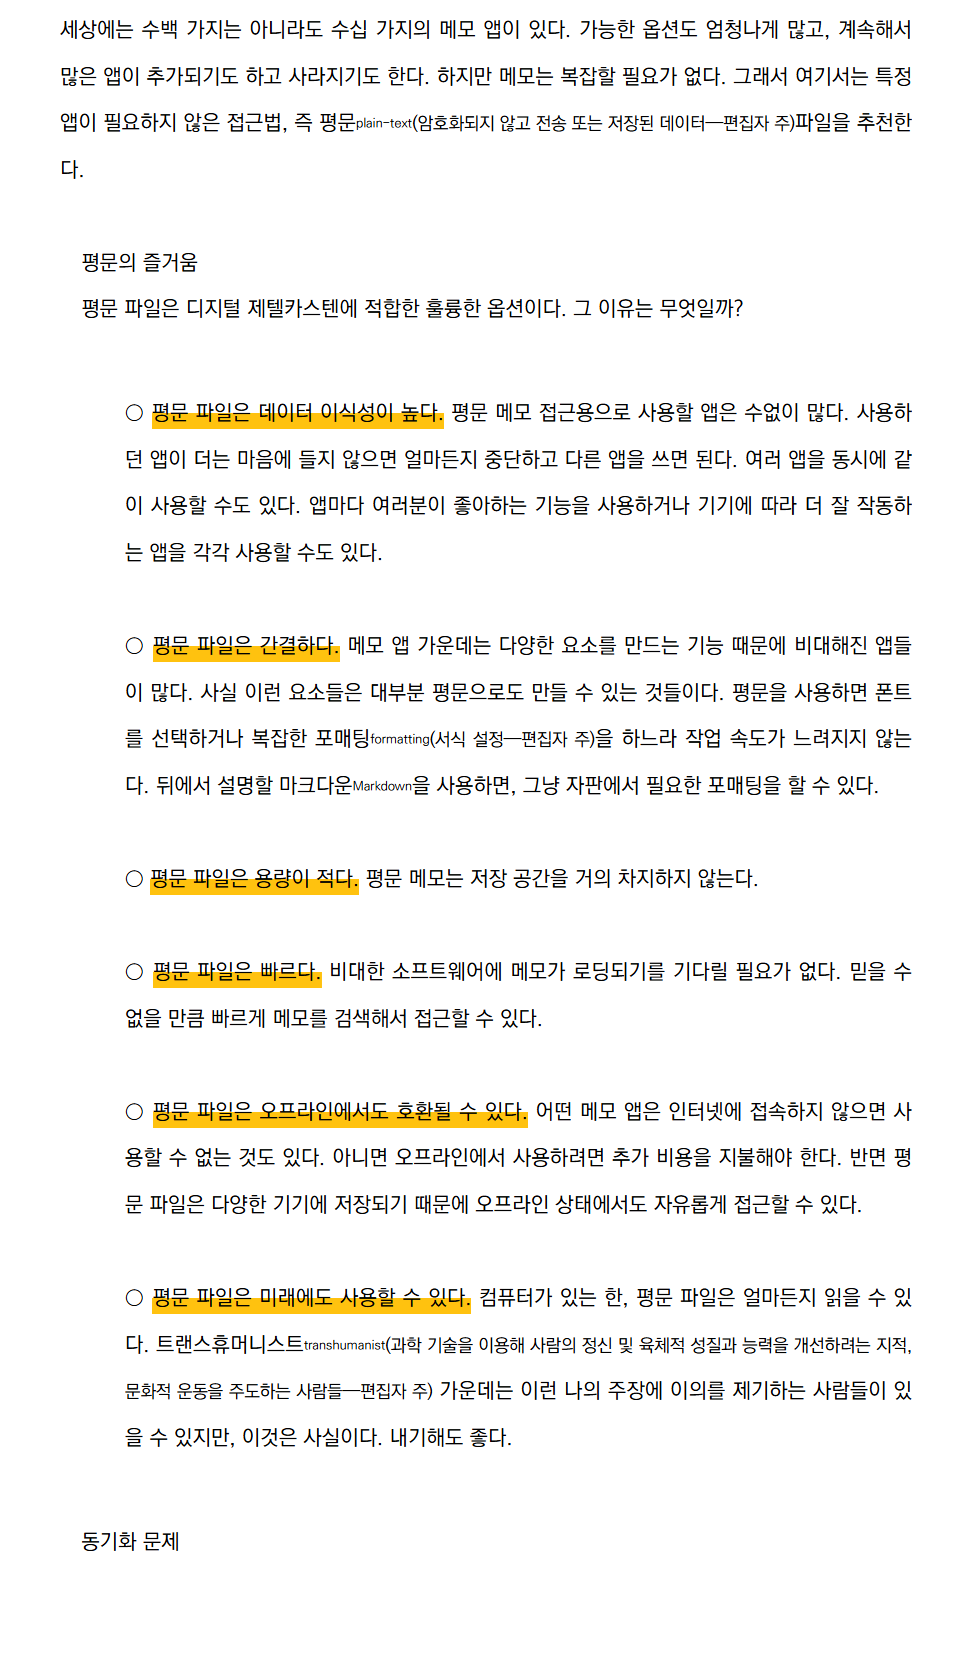 세상에는 수백 가지는 아니라도 수십 가지의 메모 앱이 있다. 가능한 옵션도 엄청나게 많고, 계속해서
많은 앱이 추가되기도 하고 사라지기도 한다. 하지만 메모는 복잡할 필요가 없다. 그래서 여기서는 특정
앱이 필요하지 않은 접근법, 즉 평문plain-text(암호화되지 않고 전송 또는 저장된 데이터—편집자 주)파일을 추천한
다.
평문의 즐거움
평문 파일은 디지털 제텔카스텐에 적합한 훌륭한 옵션이다. 그 이유는 무엇일까?
○ 평문 파일은 데이터 이식성이 높다. 평문 메모 접근용으로 사용할 앱은 수없이 많다. 사용하
던 앱이 더는 마음에 들지 않으면 얼마든지 중단하고 다른 앱을 쓰면 된다. 여러 앱을 동시에 같
이 사용할 수도 있다. 앱마다 여러분이 좋아하는 기능을 사용하거나 기기에 따라 더 잘 작동하
는 앱을 각각 사용할 수도 있다.
○ 평문 파일은 간결하다. 메모 앱 가운데는 다양한 요소를 만드는 기능 때문에 비대해진 앱들
이 많다. 사실 이런 요소들은 대부분 평문으로도 만들 수 있는 것들이다. 평문을 사용하면 폰트
를 선택하거나 복잡한 포매팅formatting(서식 설정—편집자 주)을 하느라 작업 속도가 느려지지 않는
다. 뒤에서 설명할 마크다운Markdown을 사용하면, 그냥 자판에서 필요한 포매팅을 할 수 있다.
○ 평문 파일은 용량이 적다. 평문 메모는 저장 공간을 거의 차지하지 않는다.
○ 평문 파일은 빠르다. 비대한 소프트웨어에 메모가 로딩되기를 기다릴 필요가 없다. 믿을 수
없을 만큼 빠르게 메모를 검색해서 접근할 수 있다.
○ 평문 파일은 오프라인에서도 호환될 수 있다. 어떤 메모 앱은 인터넷에 접속하지 않으면 사
용할 수 없는 것도 있다. 아니면 오프라인에서 사용하려면 추가 비용을 지불해야 한다. 반면 평
문 파일은 다양한 기기에 저장되기 때문에 오프라인 상태에서도 자유롭게 접근할 수 있다.
○ 평문 파일은 미래에도 사용할 수 있다. 컴퓨터가 있는 한, 평문 파일은 얼마든지 읽을 수 있
다. 트랜스휴머니스트transhumanist(과학 기술을 이용해 사람의 정신 및 육체적 성질과 능력을 개선하려는 지적,
문화적 운동을 주도하는 사람들—편집자 주) 가운데는 이런 나의 주장에 이의를 제기하는 사람들이 있
을 수 있지만, 이것은 사실이다. 내기해도 좋다.
동기화 문제